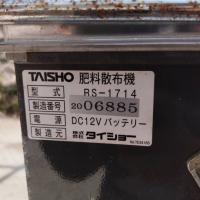 TAISHO 肥料散布機
型式 RS-1714
製造番号 2006885
電源 DC12Vバッテリー
製造元 株式会社タイショー